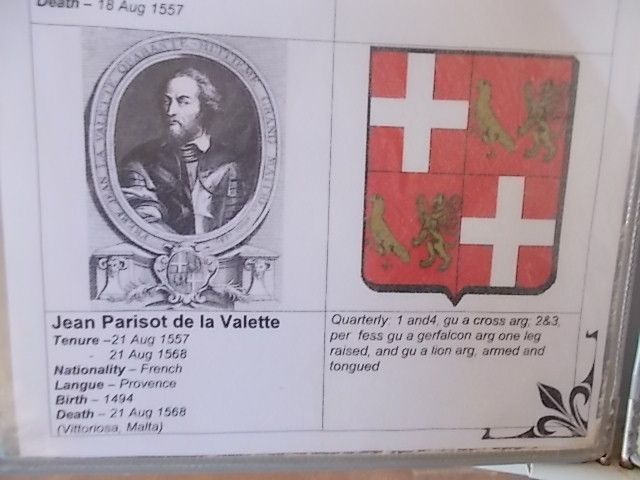 Death – 18 Aug 1557
Jean Parisot de la Valette
Tenure –21 Aug 1557
- 21 Aug 1568
Nationality – French
Langue – Provence
Birth – 1494
Death – 21 Aug 1568
(Vittoriosa, Malta)
Quarterly: 1 and4, gu a cross arg; 2&3,
per fess gu a gerfalcon arg one leg
raised, and gu a lion arg, armed and
tongued